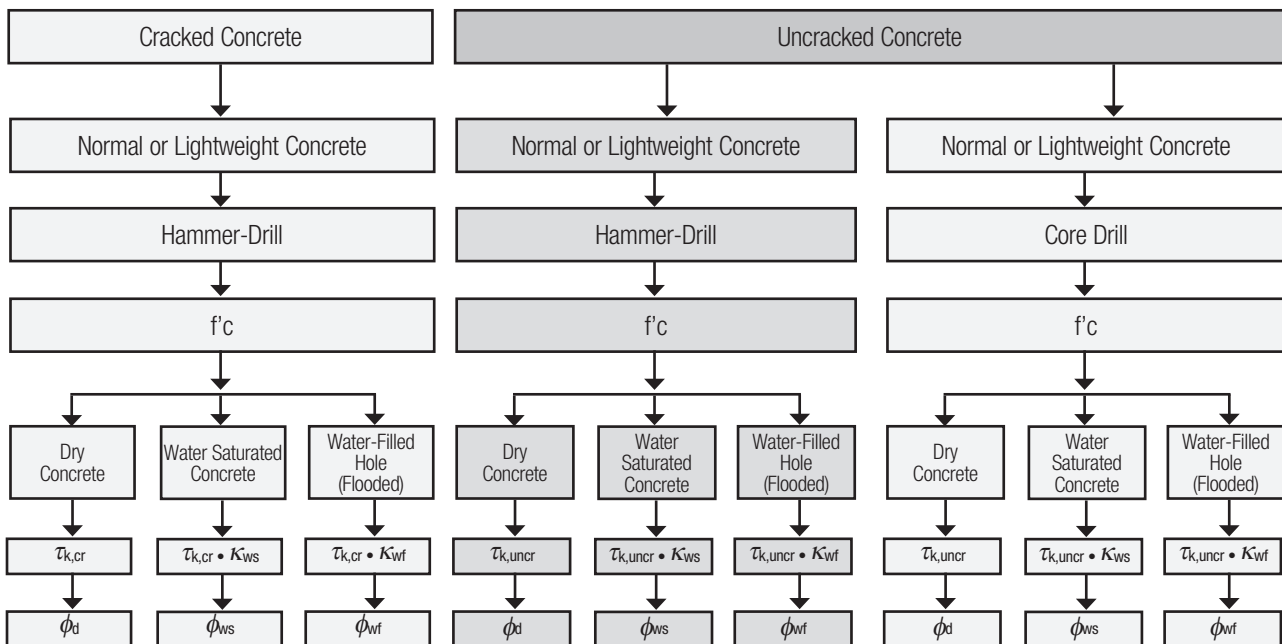 Cracked Concrete
Uncracked Concrete
Normal or Lightweight Concrete
Normal or Lightweight Concrete
Normal or Lightweight Concrete
Hammer-Drill
Hammer-Drill
Core Drill
f'c
f'c
f'c
Dry
Concrete
Water Saturated
Concrete
Water-Filled
Hole
(Flooded)
Dry
Concrete
Water
Saturated
Concrete
Water-Filled
Hole
(Flooded)
Dry
Concrete
Water
Saturated
Concrete
Water-Filled
Hole
(Flooded)
τk,cr
τk,cr • κws
τk,cr • κwf
τk,uncr
τk,uncr • κws
τk,uncr • κwf
τk,uncr
τk,uncr • κws
τk,uncr • κwf
ϕd
ϕws
ϕwf
ϕd
ϕws
ϕwf
ϕd
ϕws
ϕwf